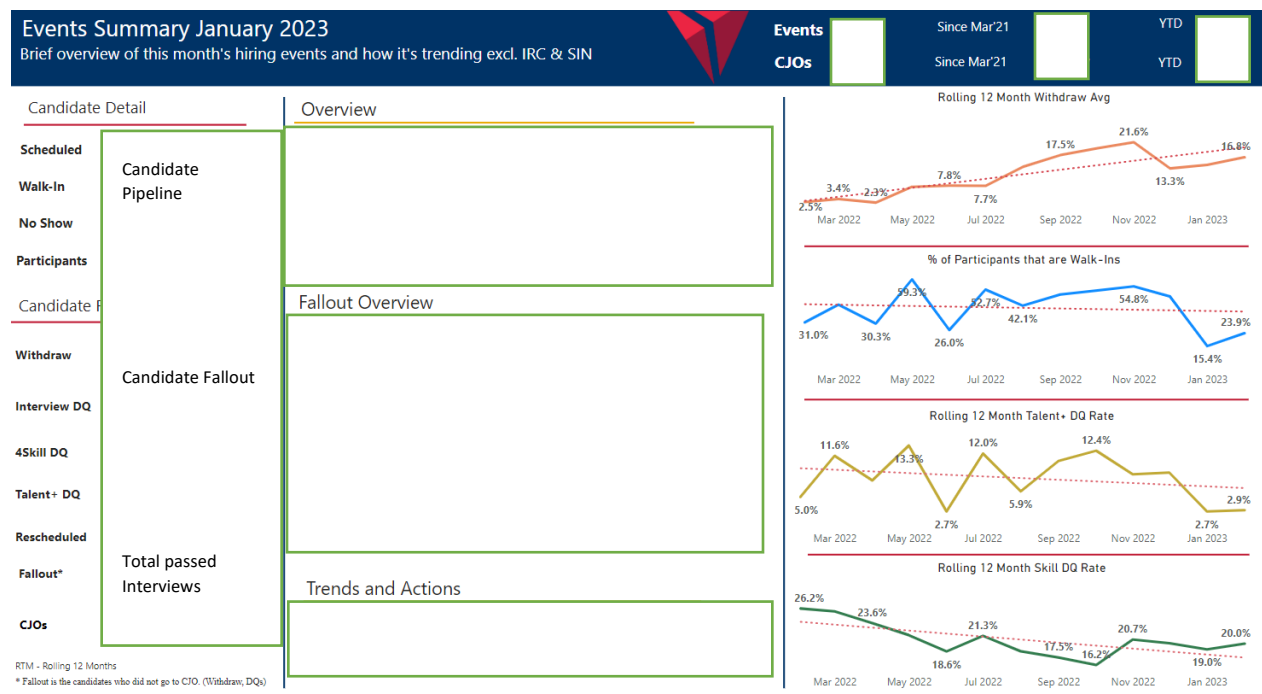 Events Summary January 2023
Brief overview of this month's hiring events and how it's trending excl. IRC & SIN
Events
CJOs
Since Mar'21
Since Mar'21
YTD
YTD
Candidate Detail
Scheduled
Walk-In
No Show
Participants
Candidate
Withdraw
Interview DQ
4Skill DQ
Talent+ DQ
Rescheduled
Fallout*
CJOs
RTM - Rolling 12 Months
* Fallout is the candidates who did not go to CJO. (Withdraw, DQs)
Candidate
Pipeline
Candidate Fallout
Total passed
Interviews
Overview
Fallout Overview
Trends and Actions
Rolling 12 Month Withdraw Avg
2.5%
3.4%
2.3%
7.8%
7.7%
17.5%
21.6%
13.3%
16.8%
Mar 2022 May 2022 Jul 2022 Sep 2022 Nov 2022 Jan 2023
% of Participants that are Walk-Ins
31.0%
30.3%
59.3%
26.0%
52.7%
42.1%
54.8%
15.4%
23.9%
Mar 2022 May 2022 Jul 2022 Sep 2022 Nov 2022 Jan 2023
Rolling 12 Month Talent+ DQ Rate
5.0%
11.6%
13.3%
2.7%
12.0%
5.9%
12.4%
2.7%
2.9%
Mar 2022 May 2022 Jul 2022 Sep 2022 Nov 2022 Jan 2023
Rolling 12 Month Skill DQ Rate
26.2%
23.6%
18.6%
21.3%
17.5%
16.2%
20.7%
19.0%
20.0%
Mar 2022 May 2022 Jul 2022 Sep 2022 Nov 2022 Jan 2023